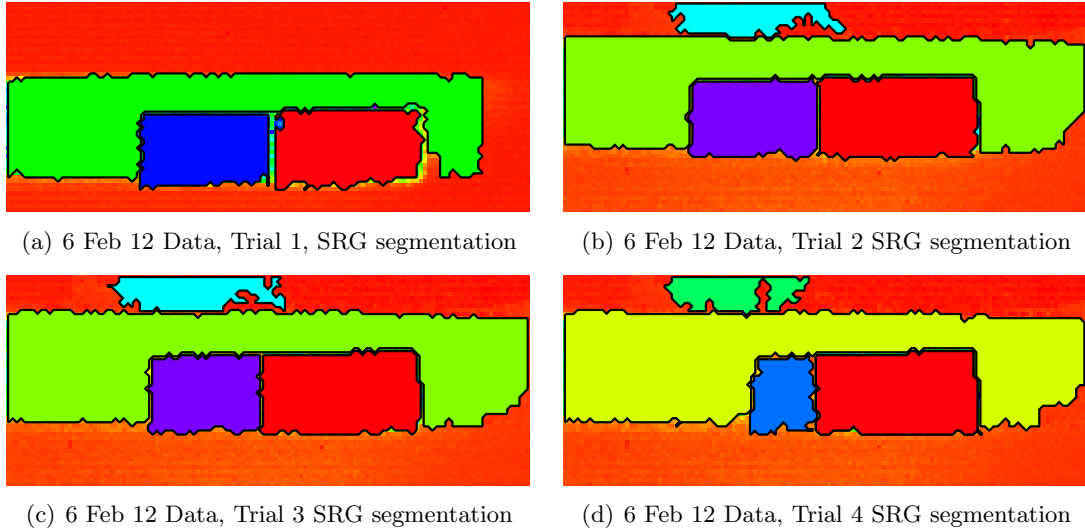 (a) 6 Feb 12 Data, Trial 1, SRG segmentation
(b) 6 Feb 12 Data, Trial 2 SRG segmentation
(c) 6 Feb 12 Data, Trial 3 SRG segmentation
(d) 6 Feb 12 Data, Trial 4 SRG segmentation